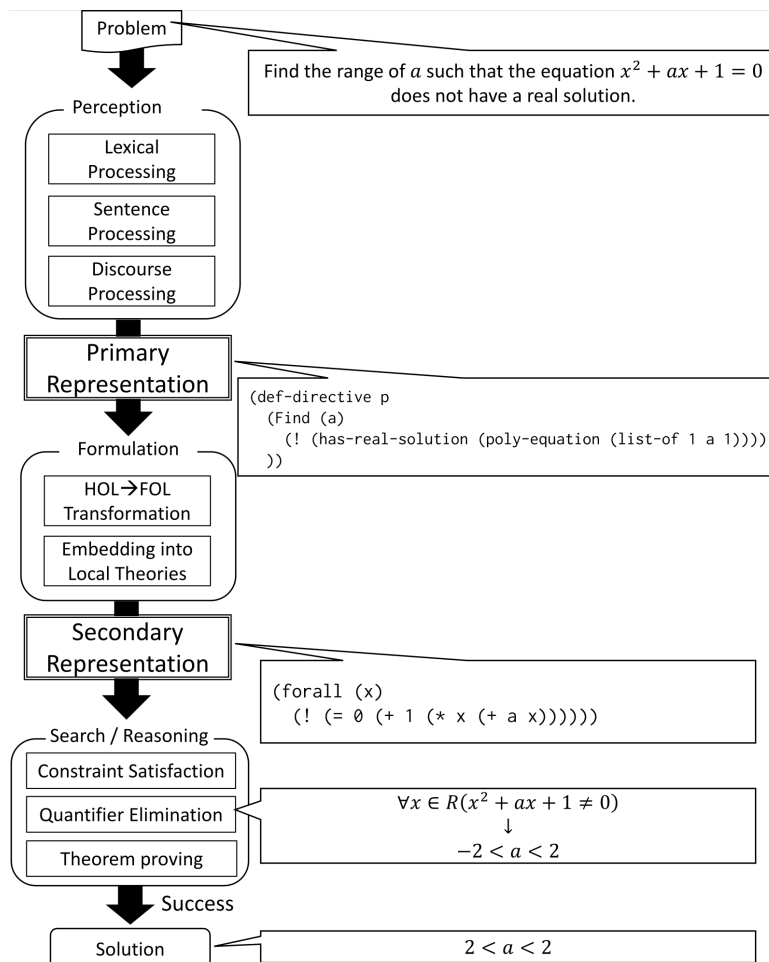 Problem
Find the range of a such that the equation x² + ax + 1 = 0
does not have a real solution.
Perception
Lexical
Processing
Sentence
Processing
Discourse
Processing
Primary
Representation
(def-directive p
(Find (a)
(! (has-real-solution (poly-equation (list-of 1 a 1))))
))
Formulation
HOL→FOL
Transformation
Embedding into
Local Theories
Secondary
Representation
(forall (x)
(! (= 0 (+ 1 (* x (+ a x))))))
Search / Reasoning
Constraint Satisfaction
Quantifier Elimination
∀x ∈ R(x² + ax + 1 ≠ 0)
↓
−2 < a < 2
Theorem proving
Success
Solution
2 < a < 2